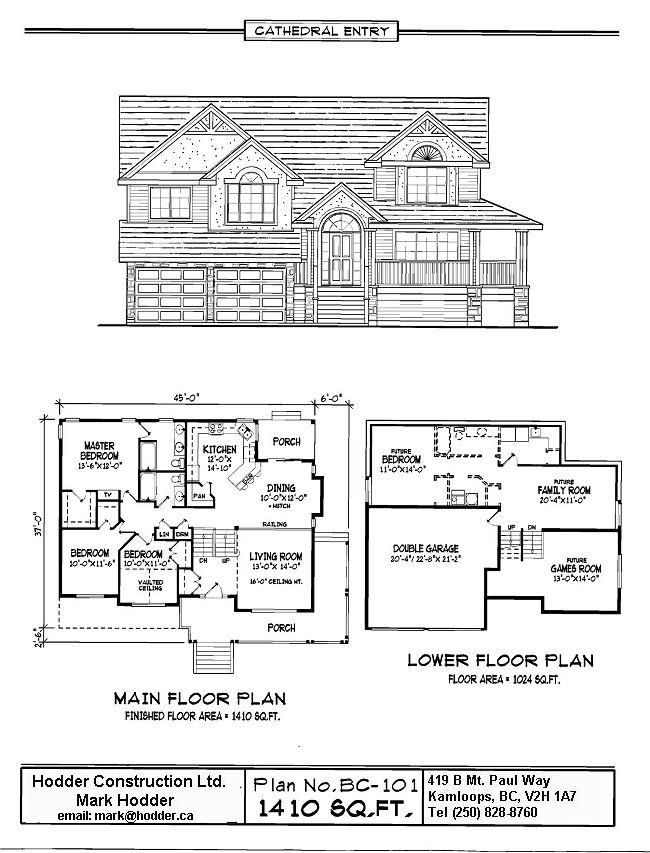 CATHEDRAL ENTRY
45'-0"
6'-0"
37'-0"
2'-6"
MASTER
BEDROOM
13'-6"X12'-0"
KITCHEN
12'-0"X
14'-10"
PORCH
DINING
10'-0"X12'-0"
+ HUTCH
TV
PAN
RAILING
LIN
DRM
BEDROOM
10'-0"X11'-6"
BEDROOM
10'-0"X11'-0"
VAULTED
CEILING
DN
UP
LIVING ROOM
13'-0" X 14'-0"
16'-0" CEILING HT.
PORCH
MAIN FLOOR PLAN
FINISHED FLOOR AREA = 1410 SQ.FT.
FUTURE
BEDROOM
11'-0"X14'-0"
FUTURE
FAMILY ROOM
20'-4"X11'-0"
DOUBLE GARAGE
20'-4"/ 22'-8"X 21'-2"
UP
DN
FUTURE
GAMES ROOM
13'-0"X14'-0"
LOWER FLOOR PLAN
FLOOR AREA = 1024 SQ.FT.
Hodder Construction Ltd.
Mark Hodder
email: mark@hodder.ca
Plan No. BC-101
1410 SQ.FT.
419 B Mt. Paul Way
Kamloops, BC, V2H 1A7
Tel (250) 828-8760